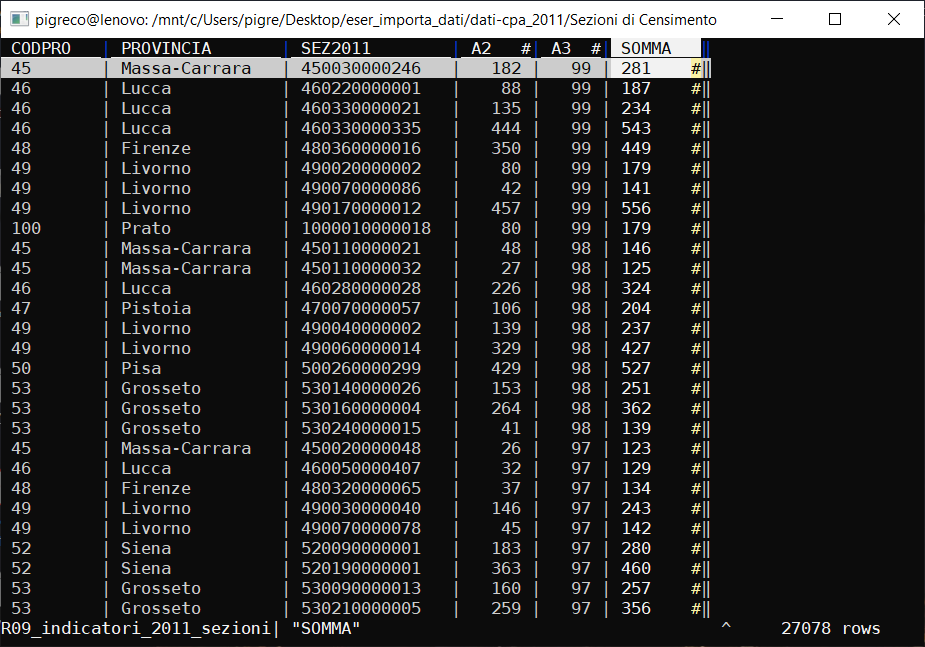 pigreco@lenovo: /mnt/c/Users/pigre/Desktop/eser_importa_dati/dati-cpa_2011/Sezioni di Censimento
CODPRO | PROVINCIA | SEZ2011 | A2 # | A3 # | SOMMA ‖
45 | Massa-Carrara | 450030000246 | 182 | 99 | 281 #‖
46 | Lucca | 460220000001 | 88 | 99 | 187 #‖
46 | Lucca | 460330000021 | 135 | 99 | 234 #‖
46 | Lucca | 460330000335 | 444 | 99 | 543 #‖
48 | Firenze | 480360000016 | 350 | 99 | 449 #‖
49 | Livorno | 490020000002 | 80 | 99 | 179 #‖
49 | Livorno | 490070000086 | 42 | 99 | 141 #‖
49 | Livorno | 490170000012 | 457 | 99 | 556 #‖
100 | Prato | 1000010000018 | 80 | 99 | 179 #‖
45 | Massa-Carrara | 450110000021 | 48 | 98 | 146 #‖
45 | Massa-Carrara | 450110000032 | 27 | 98 | 125 #‖
46 | Lucca | 460280000028 | 226 | 98 | 324 #‖
47 | Pistoia | 470070000057 | 106 | 98 | 204 #‖
49 | Livorno | 490040000002 | 139 | 98 | 237 #‖
49 | Livorno | 490060000014 | 329 | 98 | 427 #‖
50 | Pisa | 500260000299 | 429 | 98 | 527 #‖
53 | Grosseto | 530140000026 | 153 | 98 | 251 #‖
53 | Grosseto | 530160000004 | 264 | 98 | 362 #‖
53 | Grosseto | 530240000015 | 41 | 98 | 139 #‖
45 | Massa-Carrara | 450020000048 | 26 | 97 | 123 #‖
46 | Lucca | 460050000407 | 32 | 97 | 129 #‖
48 | Firenze | 480320000065 | 37 | 97 | 134 #‖
49 | Livorno | 490030000040 | 146 | 97 | 243 #‖
49 | Livorno | 490070000078 | 45 | 97 | 142 #‖
52 | Siena | 520090000001 | 183 | 97 | 280 #‖
52 | Siena | 520190000001 | 363 | 97 | 460 #‖
53 | Grosseto | 530090000013 | 160 | 97 | 257 #‖
53 | Grosseto | 530210000005 | 259 | 97 | 356 #‖
R09_indicatori_2011_sezioni| "SOMMA" ^ 27078 rows